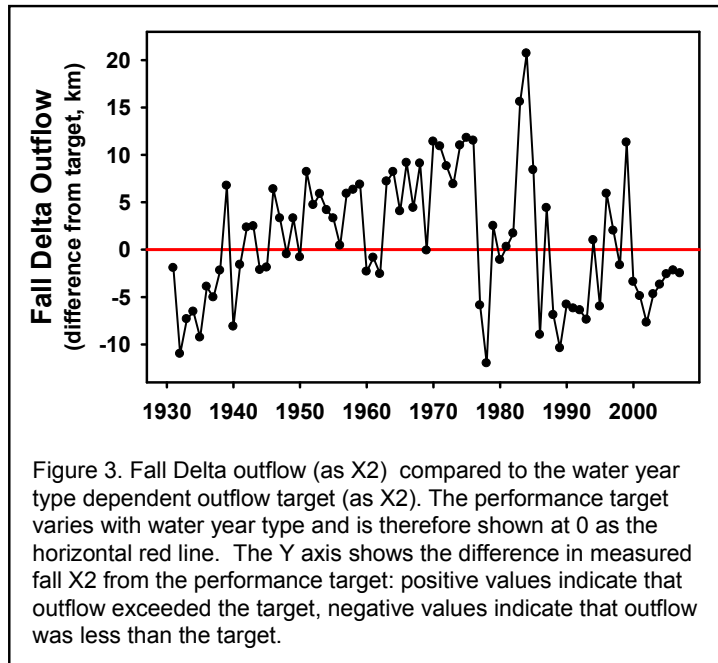 Fall Delta Outflow
(difference from target, km)
20
15
10
5
0
-5
-10
1930 1940 1950 1960 1970 1980 1990 2000
Figure 3. Fall Delta outflow (as X2) compared to the water year
type dependent outflow target (as X2). The performance target
varies with water year type and is therefore shown at 0 as the
horizontal red line. The Y axis shows the difference in measured
fall X2 from the performance target: positive values indicate that
outflow exceeded the target, negative values indicate that outflow
was less than the target.